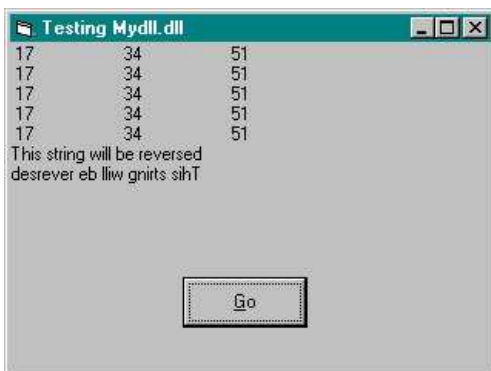 Testing Mydll.dll
17 34 51
17 34 51
17 34 51
17 34 51
17 34 51
This string will be reversed
desrever eb lliw gnirts sihT
Go